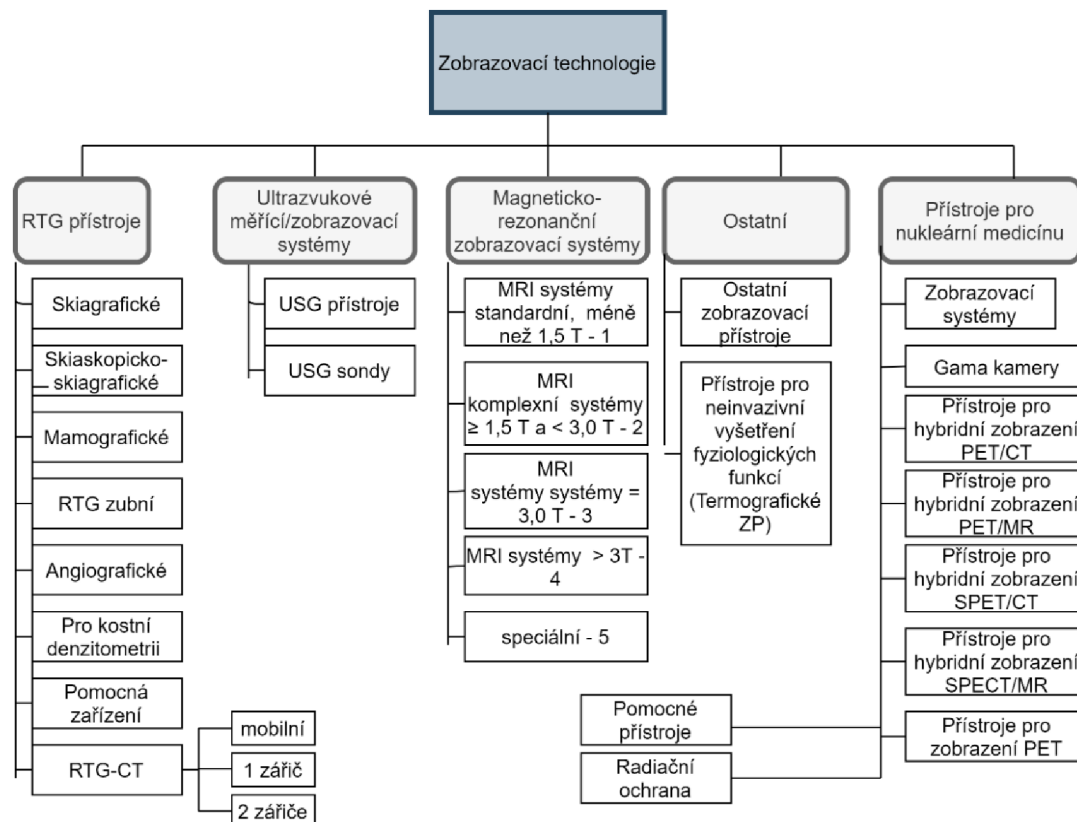 Zobrazovací technologie
RTG přístroje
Skiagrafické
Skiaskopicko-
skiagrafické
Mamografické
RTG zubní
Angiografické
Pro kostní
denzitometrii
Pomocná
zařízení
RTG-CT
mobilní
1 zářič
2 zářiče
Ultrazvukové
měřící/zobrazovací
systémy
USG přístroje
USG sondy
Magneticko-
rezonanční
zobrazovací systémy
MRI systémy
standardní, méně
než 1,5 T - 1
MRI
komplexní systémy
≥ 1,5 T a < 3,0 T - 2
MRI
systémy systémy =
3,0 T - 3
MRI systémy > 3T -
4
speciální - 5
Ostatní
Ostatní
zobrazovací
přístroje
Přístroje pro
neinvazivní
vyšetření
fyziologických
funkcí
(Termografické
ZP)
Přístroje pro
nukleární medicínu
Zobrazovací
systémy
Gama kamery
Přístroje pro
hybridní zobrazení
PET/CT
Přístroje pro
hybridní zobrazení
PET/MR
Přístroje pro
hybridní zobrazení
SPET/CT
Přístroje pro
hybridní zobrazení
SPECT/MR
Přístroje pro
zobrazení PET
Pomocné
přístroje
Radiační
ochrana